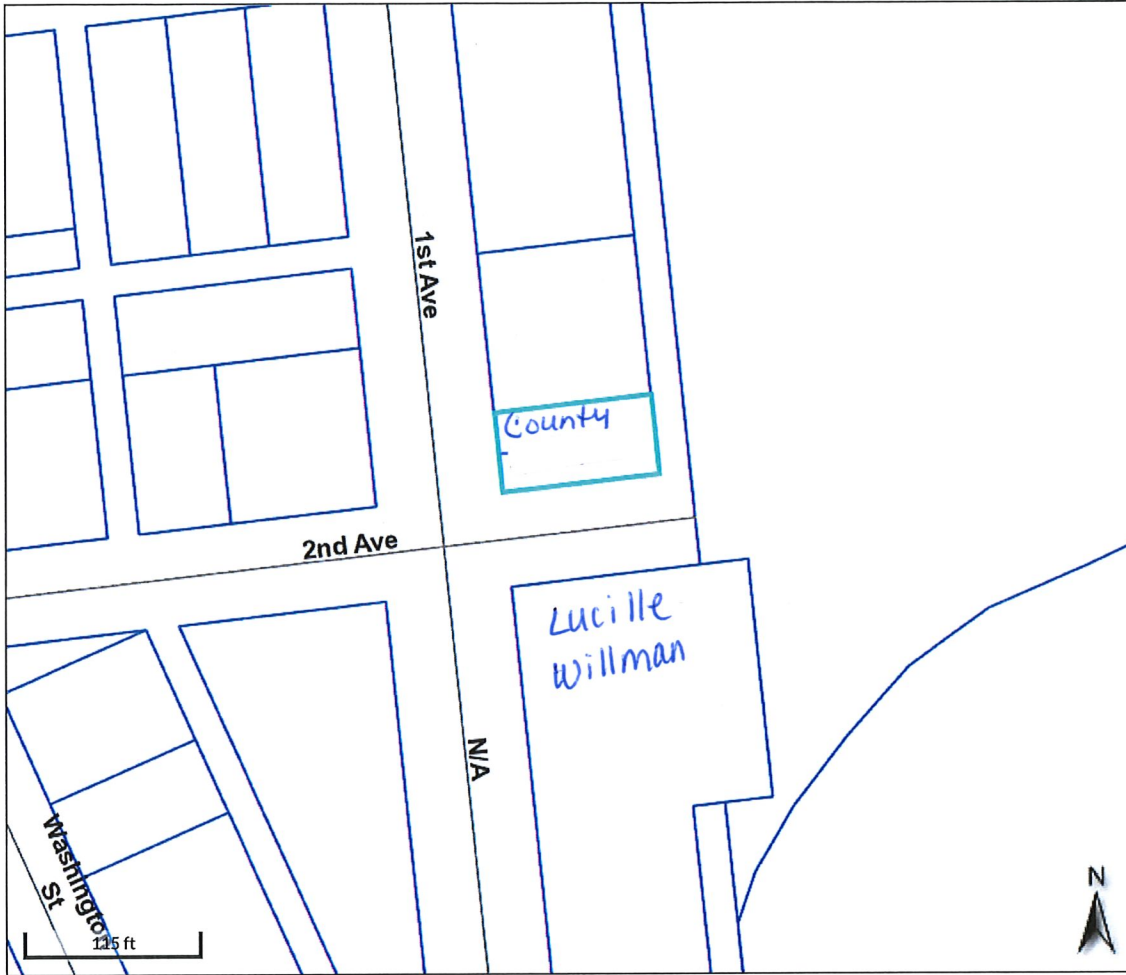 1st Ave
County
2nd Ave
Lucille
Willman
N/A
Washington
St
115 ft
N